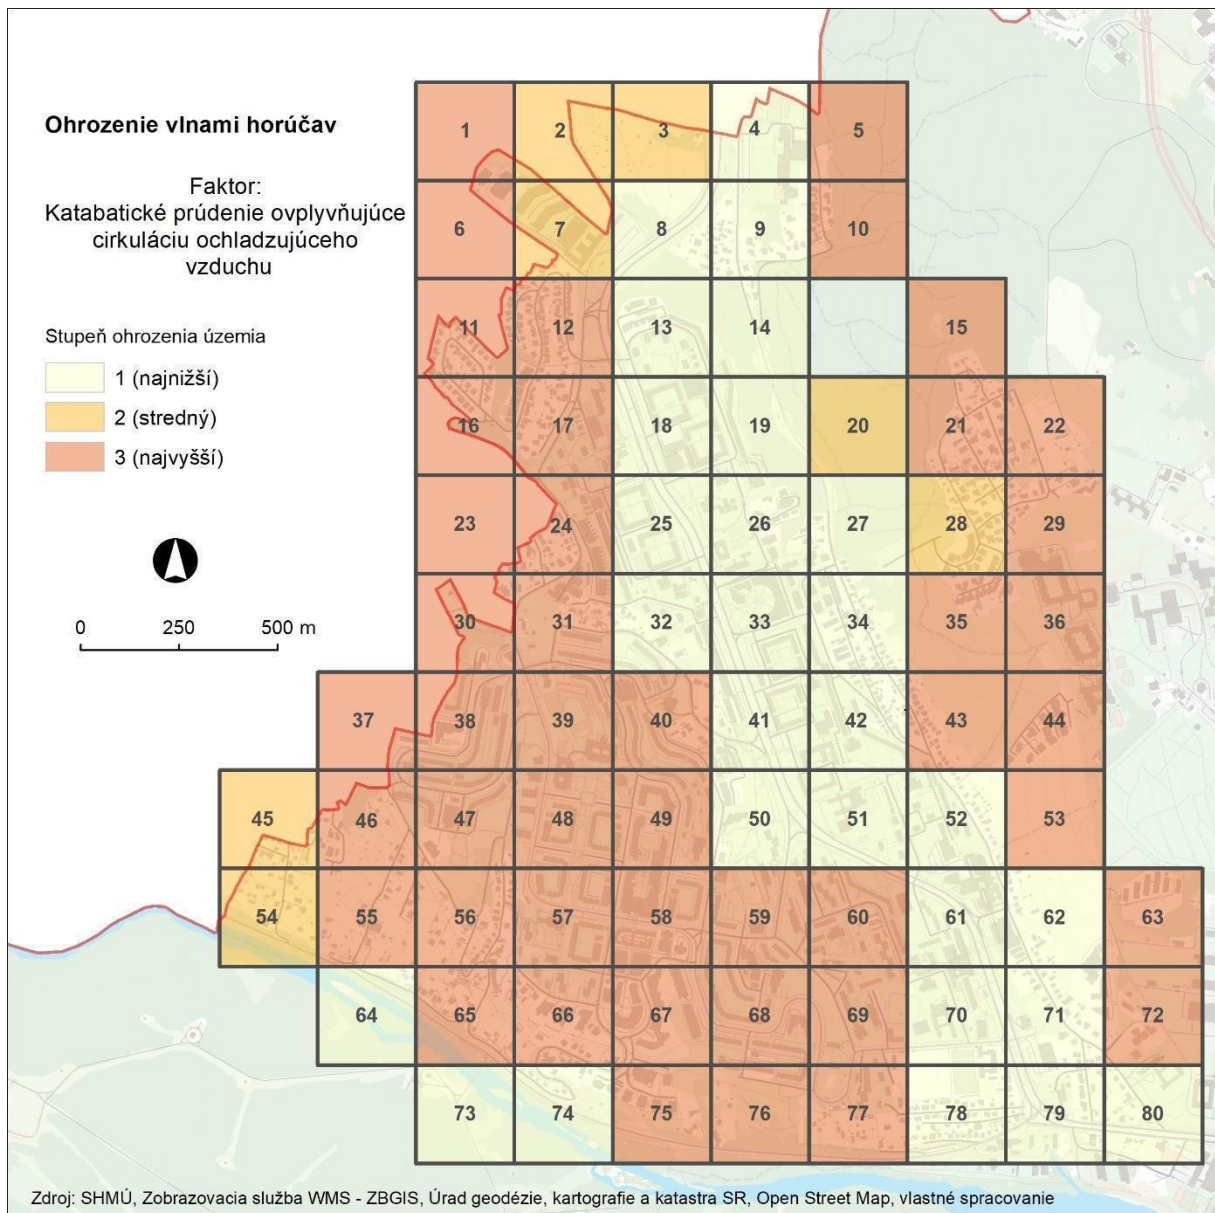 Ohrozenie vlnami horúčav
Faktor:
Katabatické prúdenie ovplyvňujúce
cirkuláciu ochladzujúceho
vzduchu
Stupeň ohrozenia územia
1 (najnižší)
2 (stredný)
3 (najvyšší)
0 250 500 m
1 2 3 4 5
6 7 8 9 10
11 12 13 14 15
16 17 18 19 20 21 22
23 24 25 26 27 28 29
30 31 32 33 34 35 36
37 38 39 40 41 42 43 44
45 46 47 48 49 50 51 52 53
54 55 56 57 58 59 60 61 62 63
64 65 66 67 68 69 70 71 72
73 74 75 76 77 78 79 80
Zdroj: SHMÚ, Zobrazovacia služba WMS - ZBGIS, Úrad geodézie, kartografie a katastra SR, Open Street Map, vlastné spracovanie